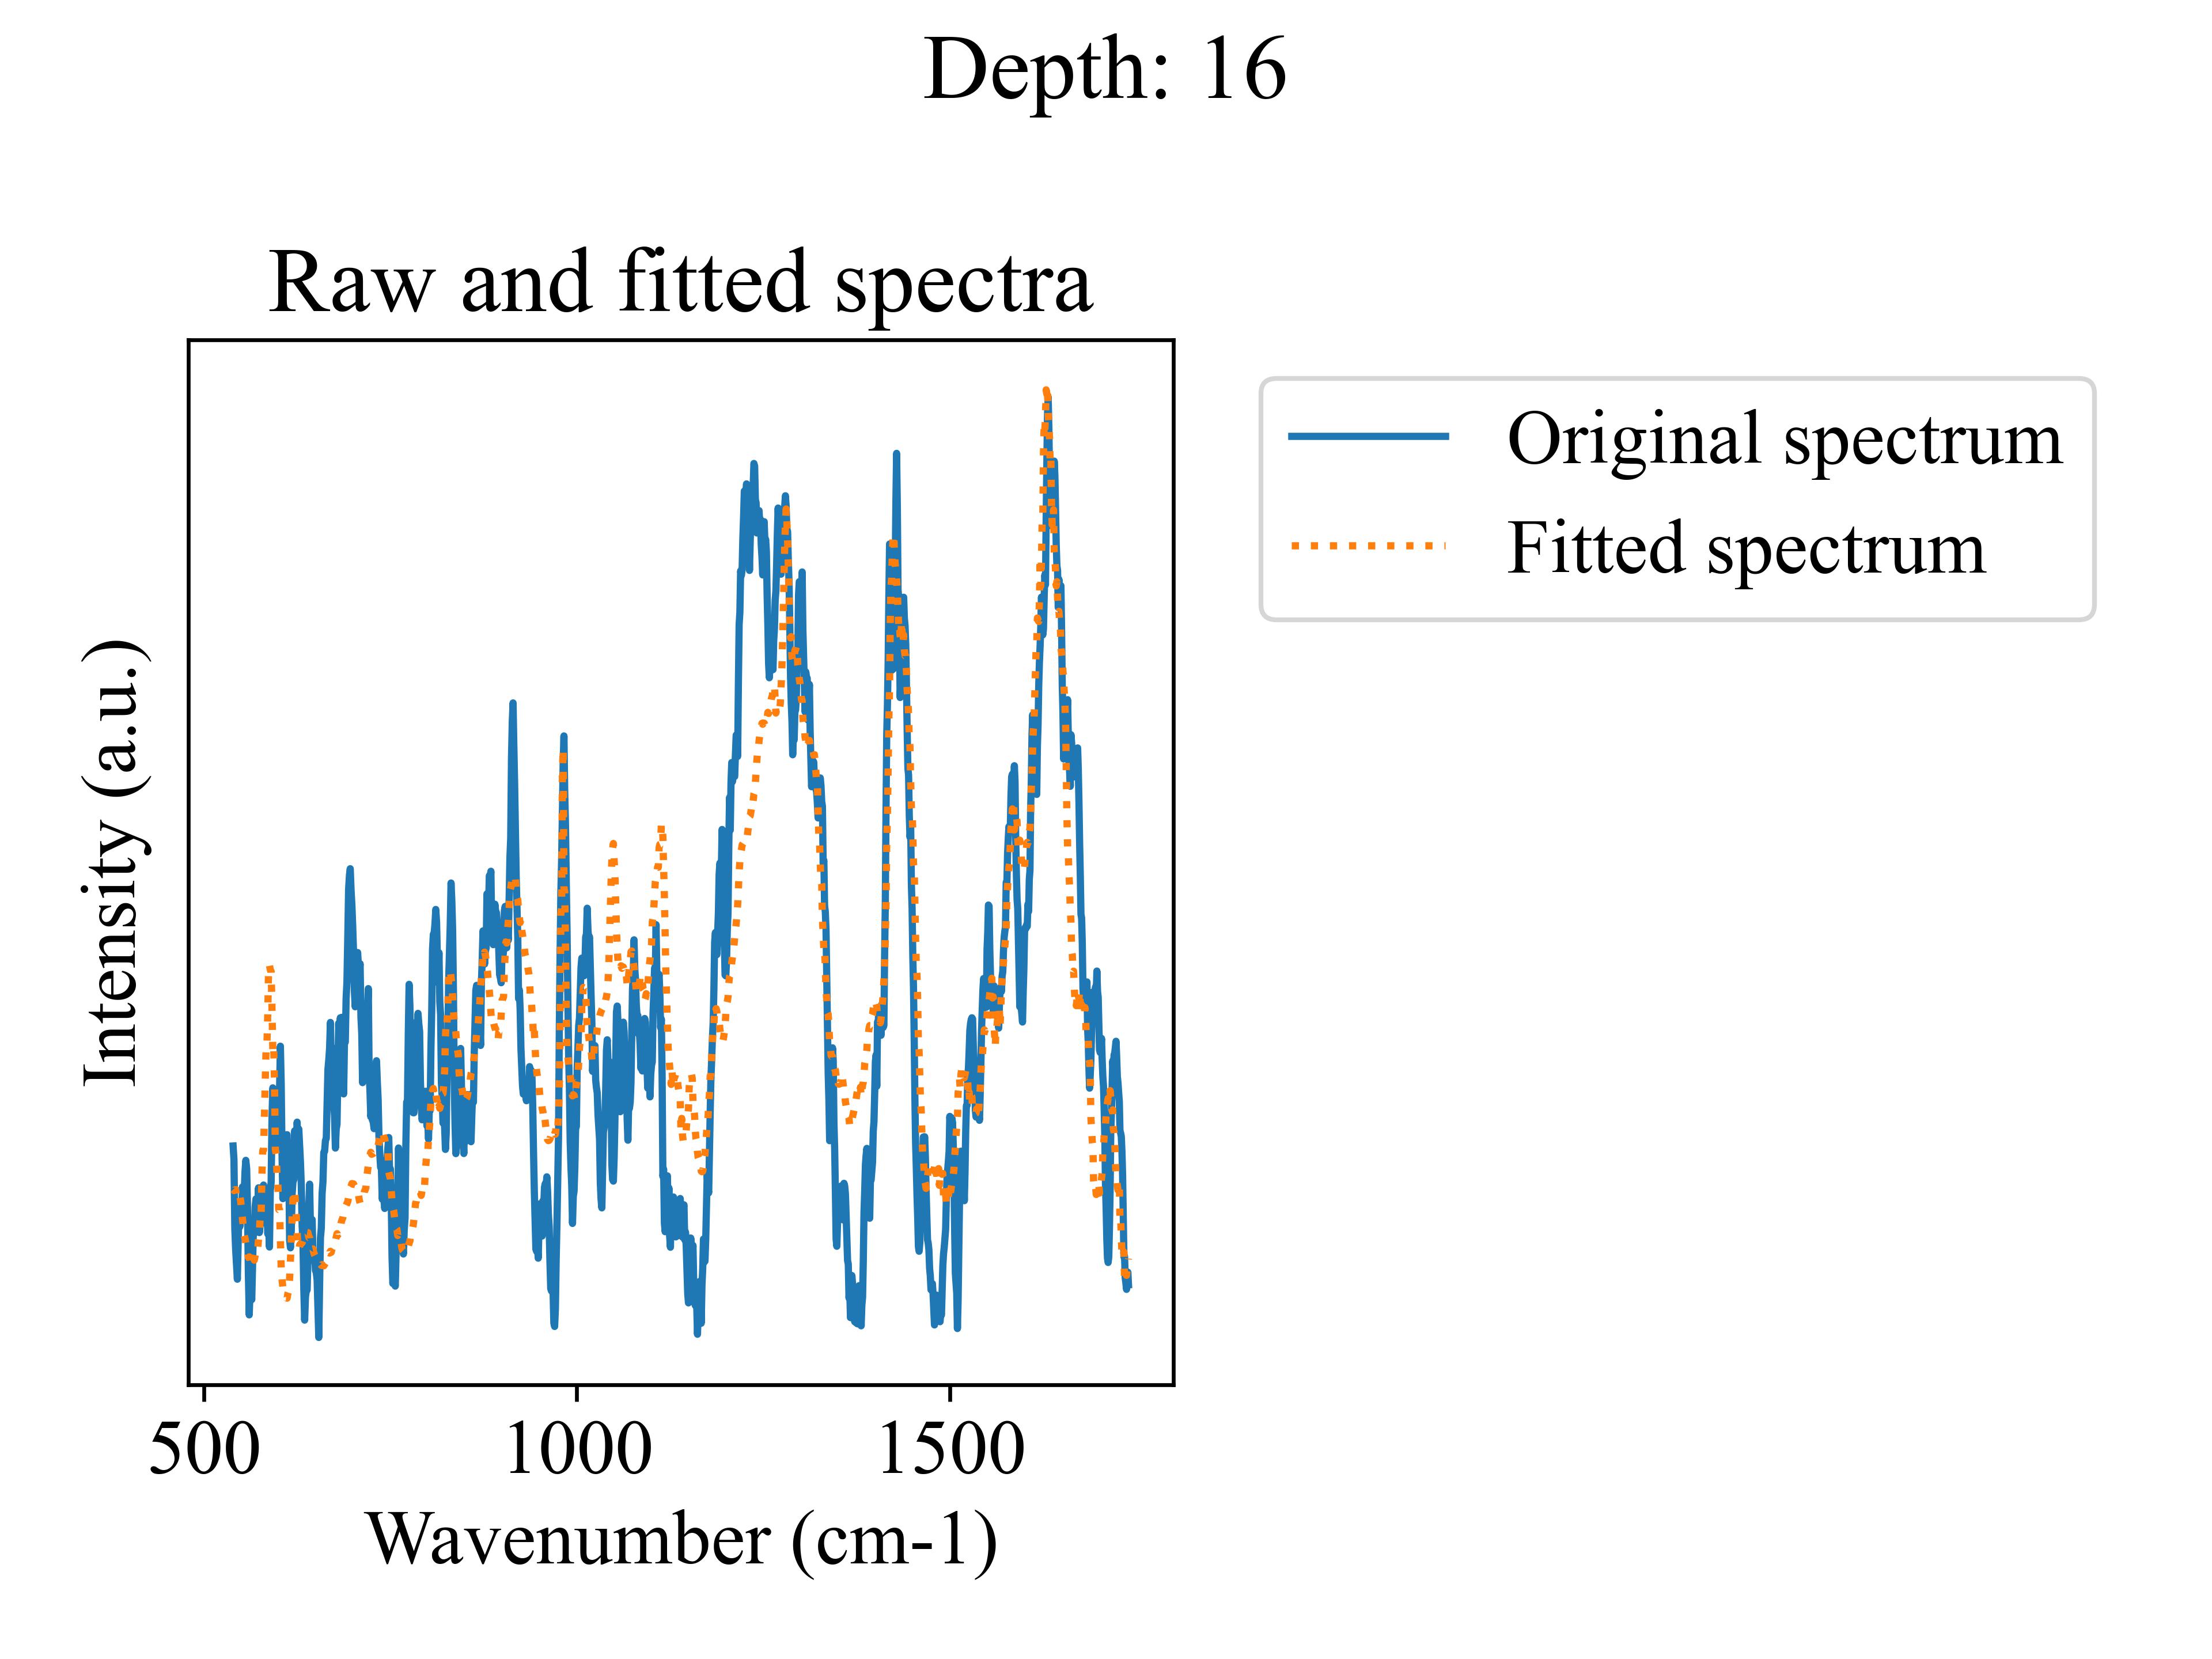 Depth: 16
Raw and fitted spectra
Original spectrum
Fitted spectrum
Intensity (a.u.)
500 1000 1500
Wavenumber (cm-1)